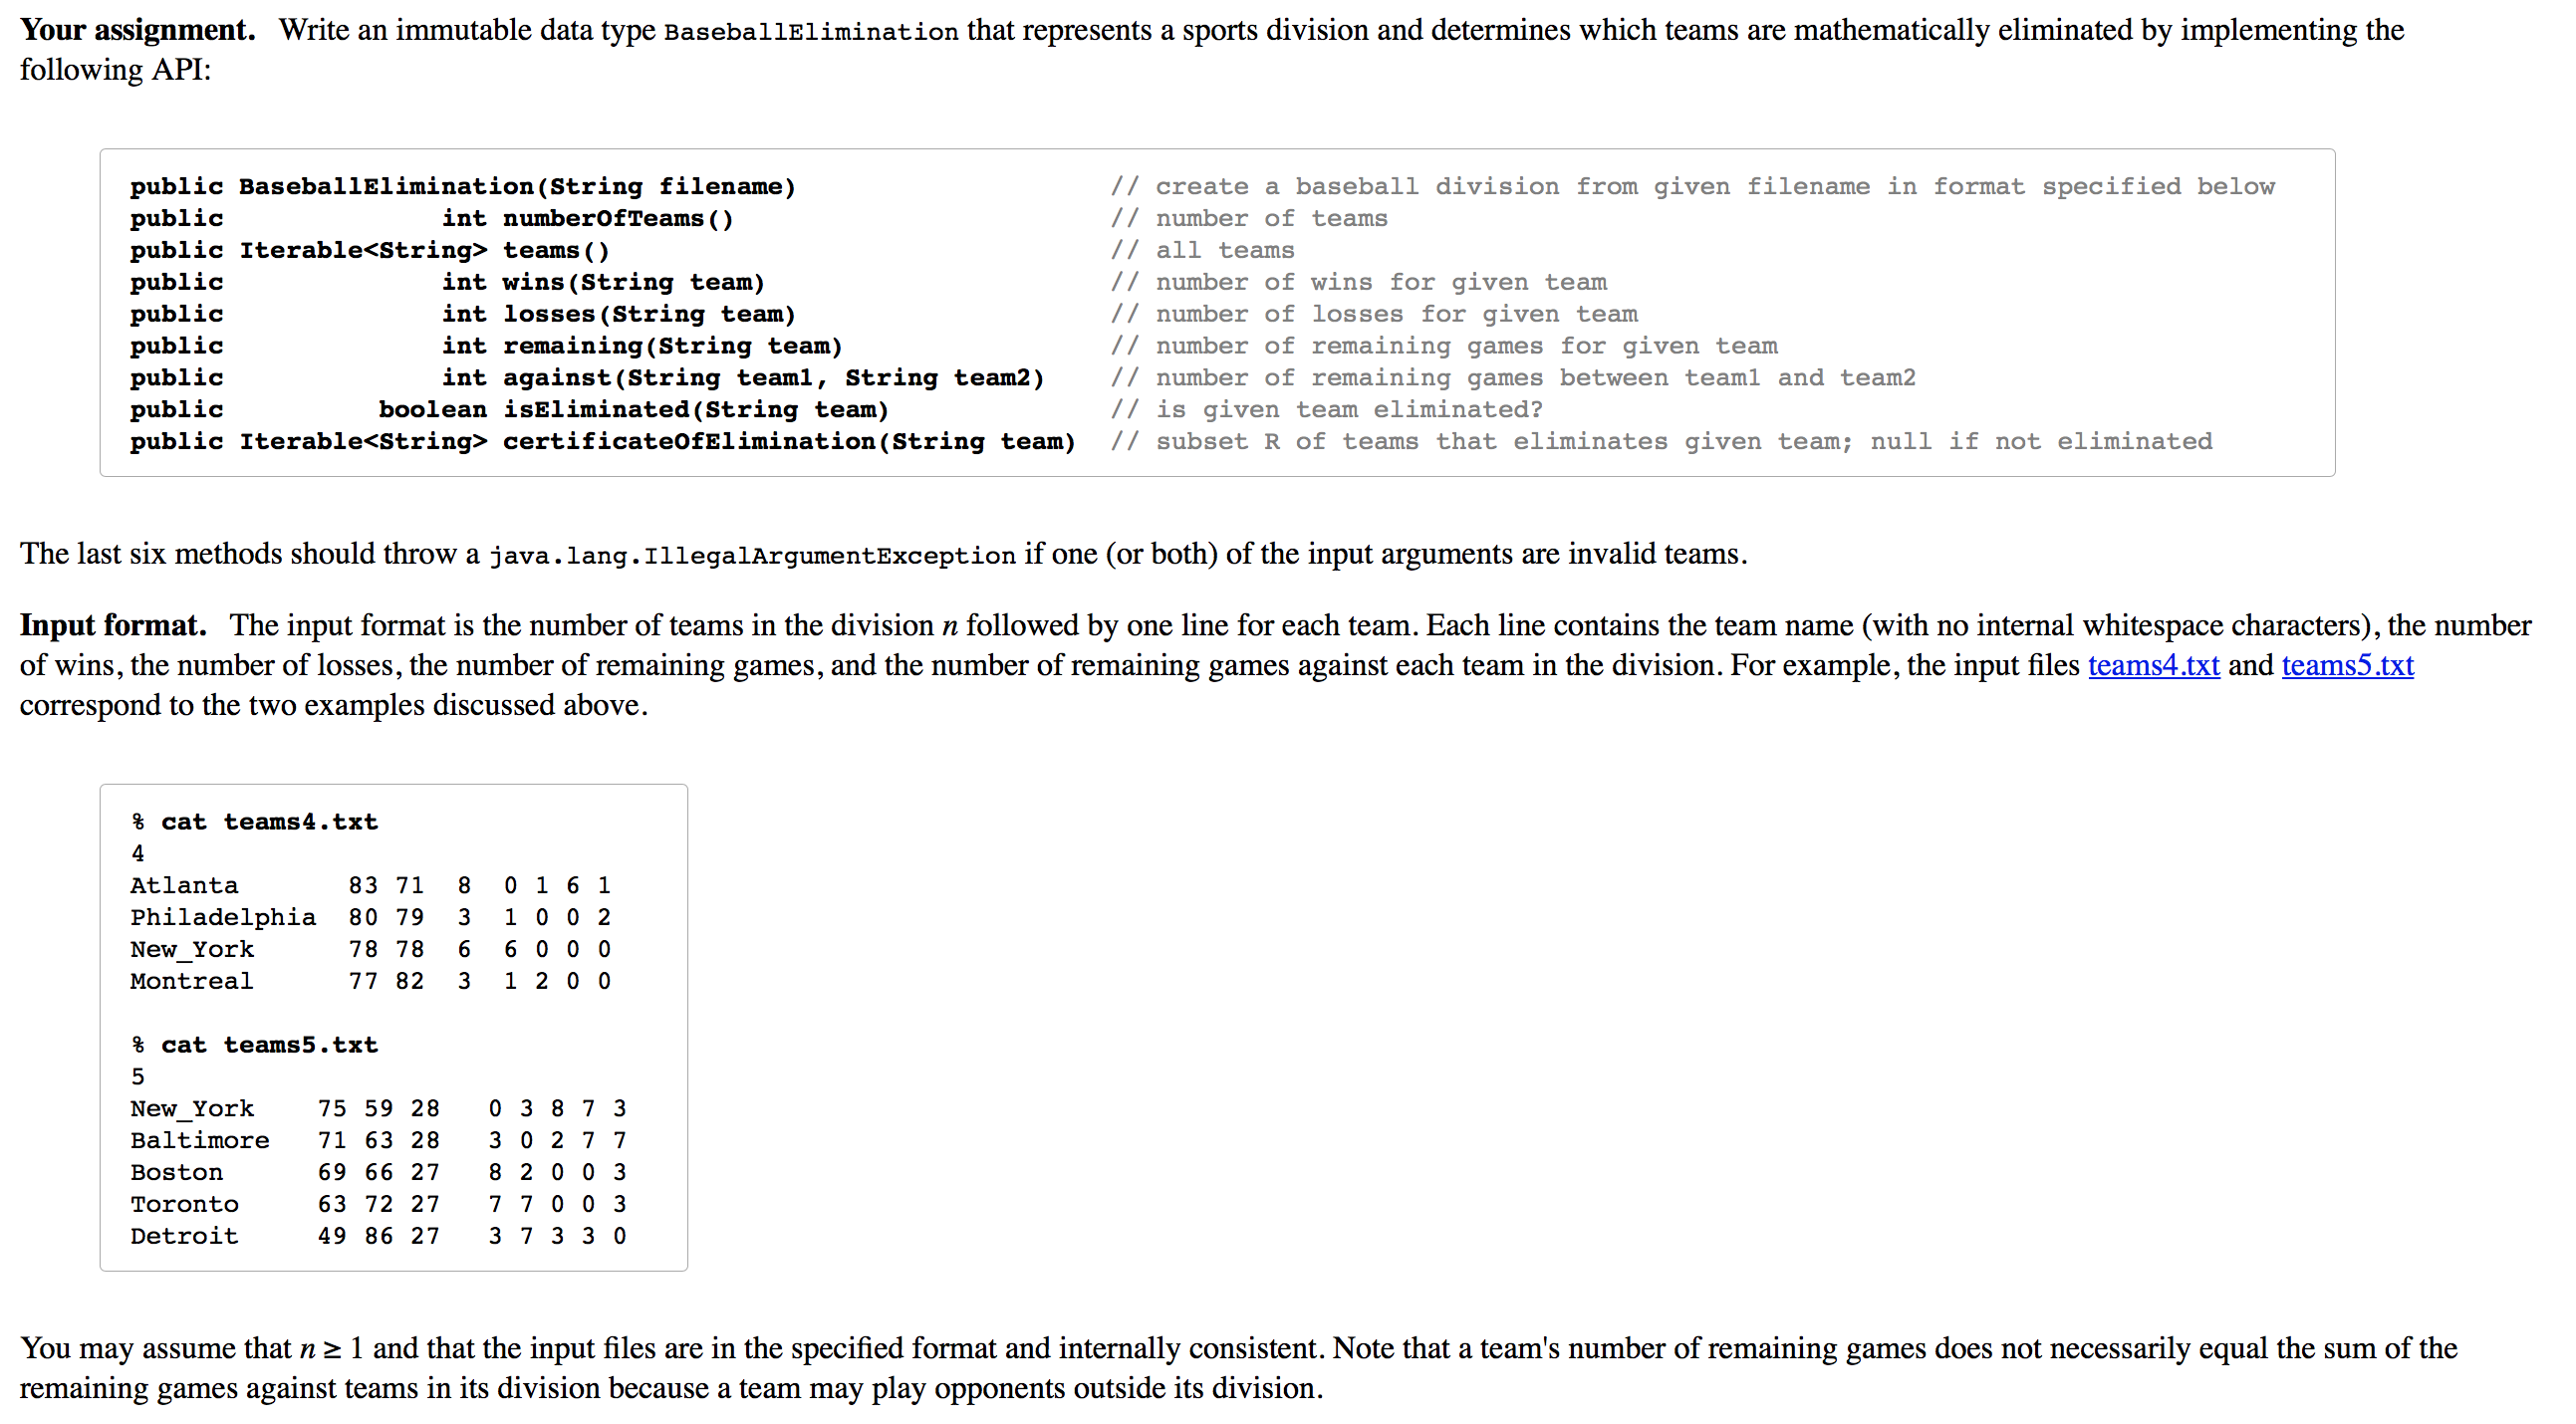 Your assignment. Write an immutable data type BaseballElimination that represents a sports division and determines which teams are mathematically eliminated by implementing the
following API:
public BaseballElimination(String filename) // create a baseball division from given filename in format specified below
public int numberOfTeams() // number of teams
public Iterable<String> teams() // all teams
public int wins(String team) // number of wins for given team
public int losses(String team) // number of losses for given team
public int remaining(String team) // number of remaining games for given team
public int against(String team1, String team2) // number of remaining games between team1 and team2
public boolean isEliminated(String team) // is given team eliminated?
public Iterable<String> certificateOfElimination(String team) // subset R of teams that eliminates given team; null if not eliminated
The last six methods should throw a java.lang.IllegalArgumentException if one (or both) of the input arguments are invalid teams.
Input format. The input format is the number of teams in the division n followed by one line for each team. Each line contains the team name (with no internal whitespace characters), the number
of wins, the number of losses, the number of remaining games, and the number of remaining games against each team in the division. For example, the input files teams4.txt and teams5.txt
correspond to the two examples discussed above.
% cat teams4.txt
4
Atlanta 83 71 8 0 1 6 1
Philadelphia 80 79 3 1 0 0 2
New_York 78 78 6 6 0 0 0
Montreal 77 82 3 1 2 0 0
% cat teams5.txt
5
New_York 75 59 28 0 3 8 7 3
Baltimore 71 63 28 3 0 2 7 7
Boston 69 66 27 8 2 0 0 3
Toronto 63 72 27 7 7 0 0 3
Detroit 49 86 27 3 7 3 3 0
You may assume that n ≥ 1 and that the input files are in the specified format and internally consistent. Note that a team's number of remaining games does not necessarily equal the sum of the
remaining games against teams in its division because a team may play opponents outside its division.